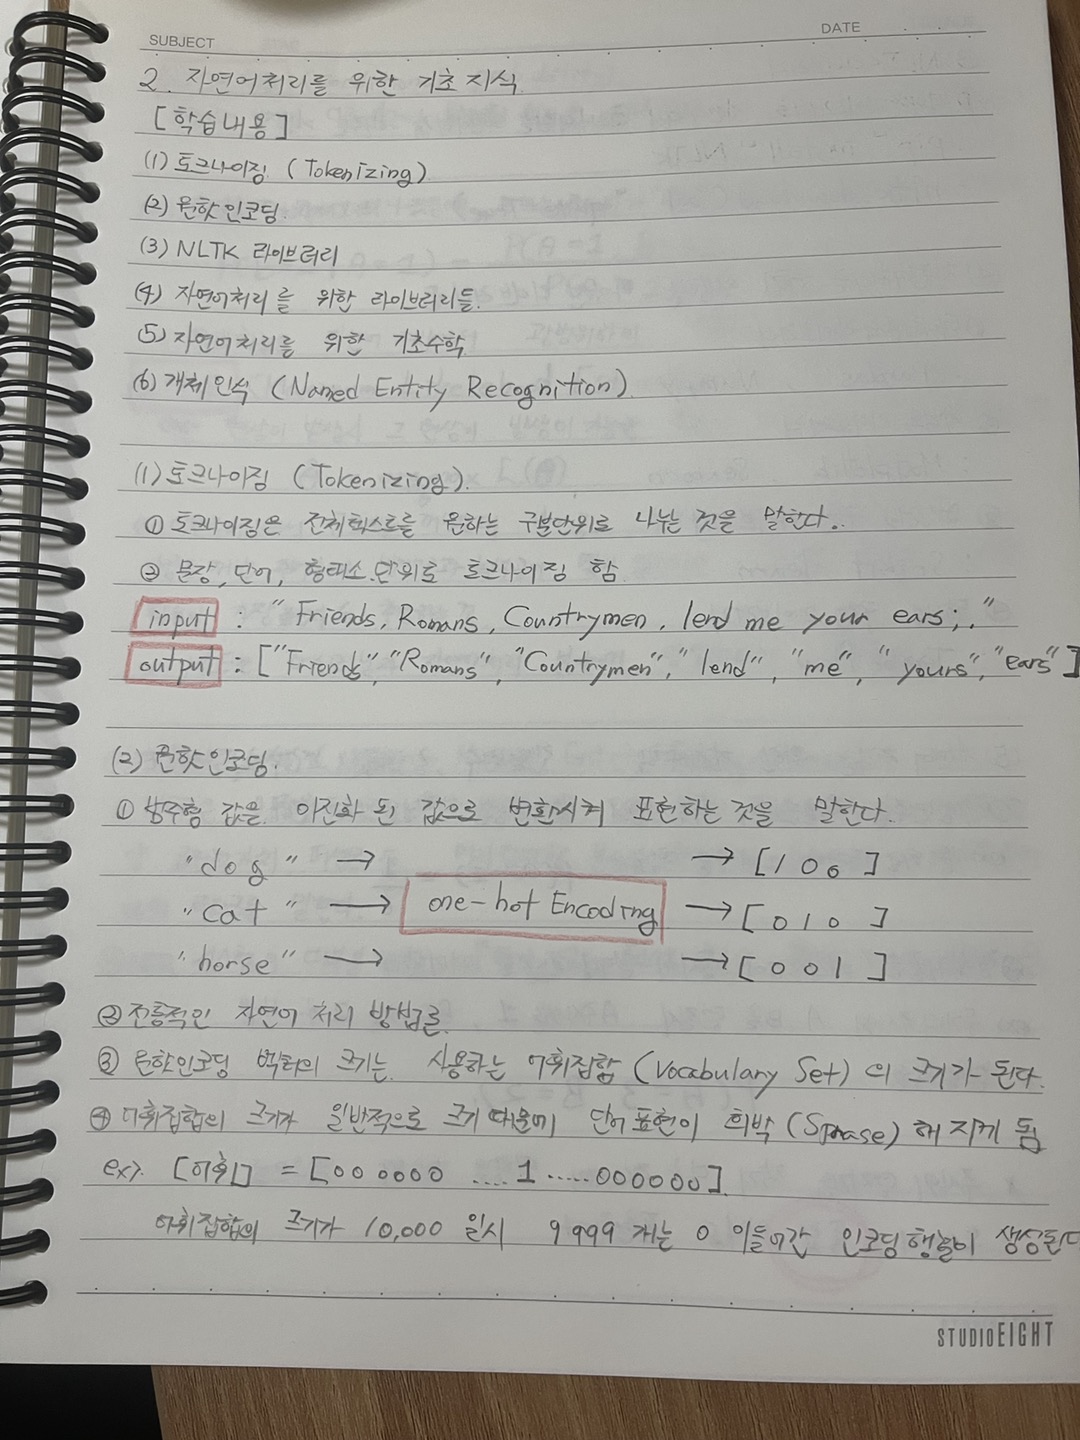 SUBJECT
DATE
2. 자연어처리를 위한 기초지식
[학습내용]
(1) 토크나이징 (Tokenizing)
(2) 원핫인코딩.
(3) NLTK 라이브러리
(4) 자연어처리를 위한 라이브러리들.
(5) 자연어처리를 위한 기초수학
(6) 개체인식 (Named Entity Recognition)
(1) 토크나이징 (Tokenizing).
① 토크나이징은 전체텍스트를 원하는 구분단위로 나누는 것을 말한다.
② 문장, 단어, 형태소 단위로 토크나이징 함
input : "Friends, Romans, Countrymen, lend me your ears;."
output : ["Friends", "Romans", "Countrymen", "lend", "me", "yours", "ears"]
(2) 원핫인코딩.
① 범주형 값을 이진화 된 값으로 변환시켜 표현하는 것을 말한다.
"dog" → → [1 0 0]
"cat" → one-hot Encoding → [0 1 0]
"horse" → → [0 0 1]
② 전통적인 자연어 처리 방법론
③ 원핫인코딩 벡터의 크기는 사용하는 어휘집합 (Vocabulary Set)의 크기가 된다.
④ 어휘집합의 크기가 일반적으로 크기 때문에 단어 표현이 희박 (Sprase) 해 지게 됨
ex). [어휘] = [00 0000 .... 1 ..... 000000]
어휘집합의 크기가 10,000 일시 9999 개는 0 이들어간 인코딩행렬이 생성된다
STUDIO EIGHT